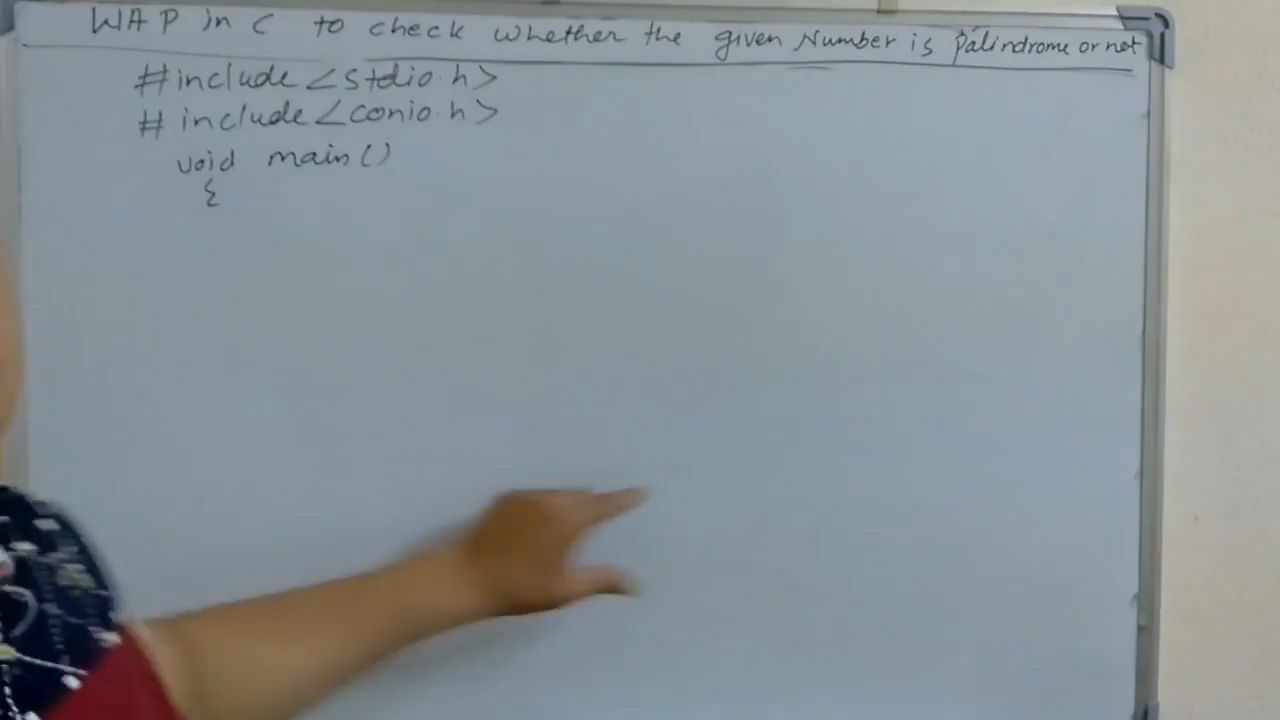 WAP in C to check whether the given Number is palindrome or not
#include <stdio.h>
# include <conio.h>
void main()
{